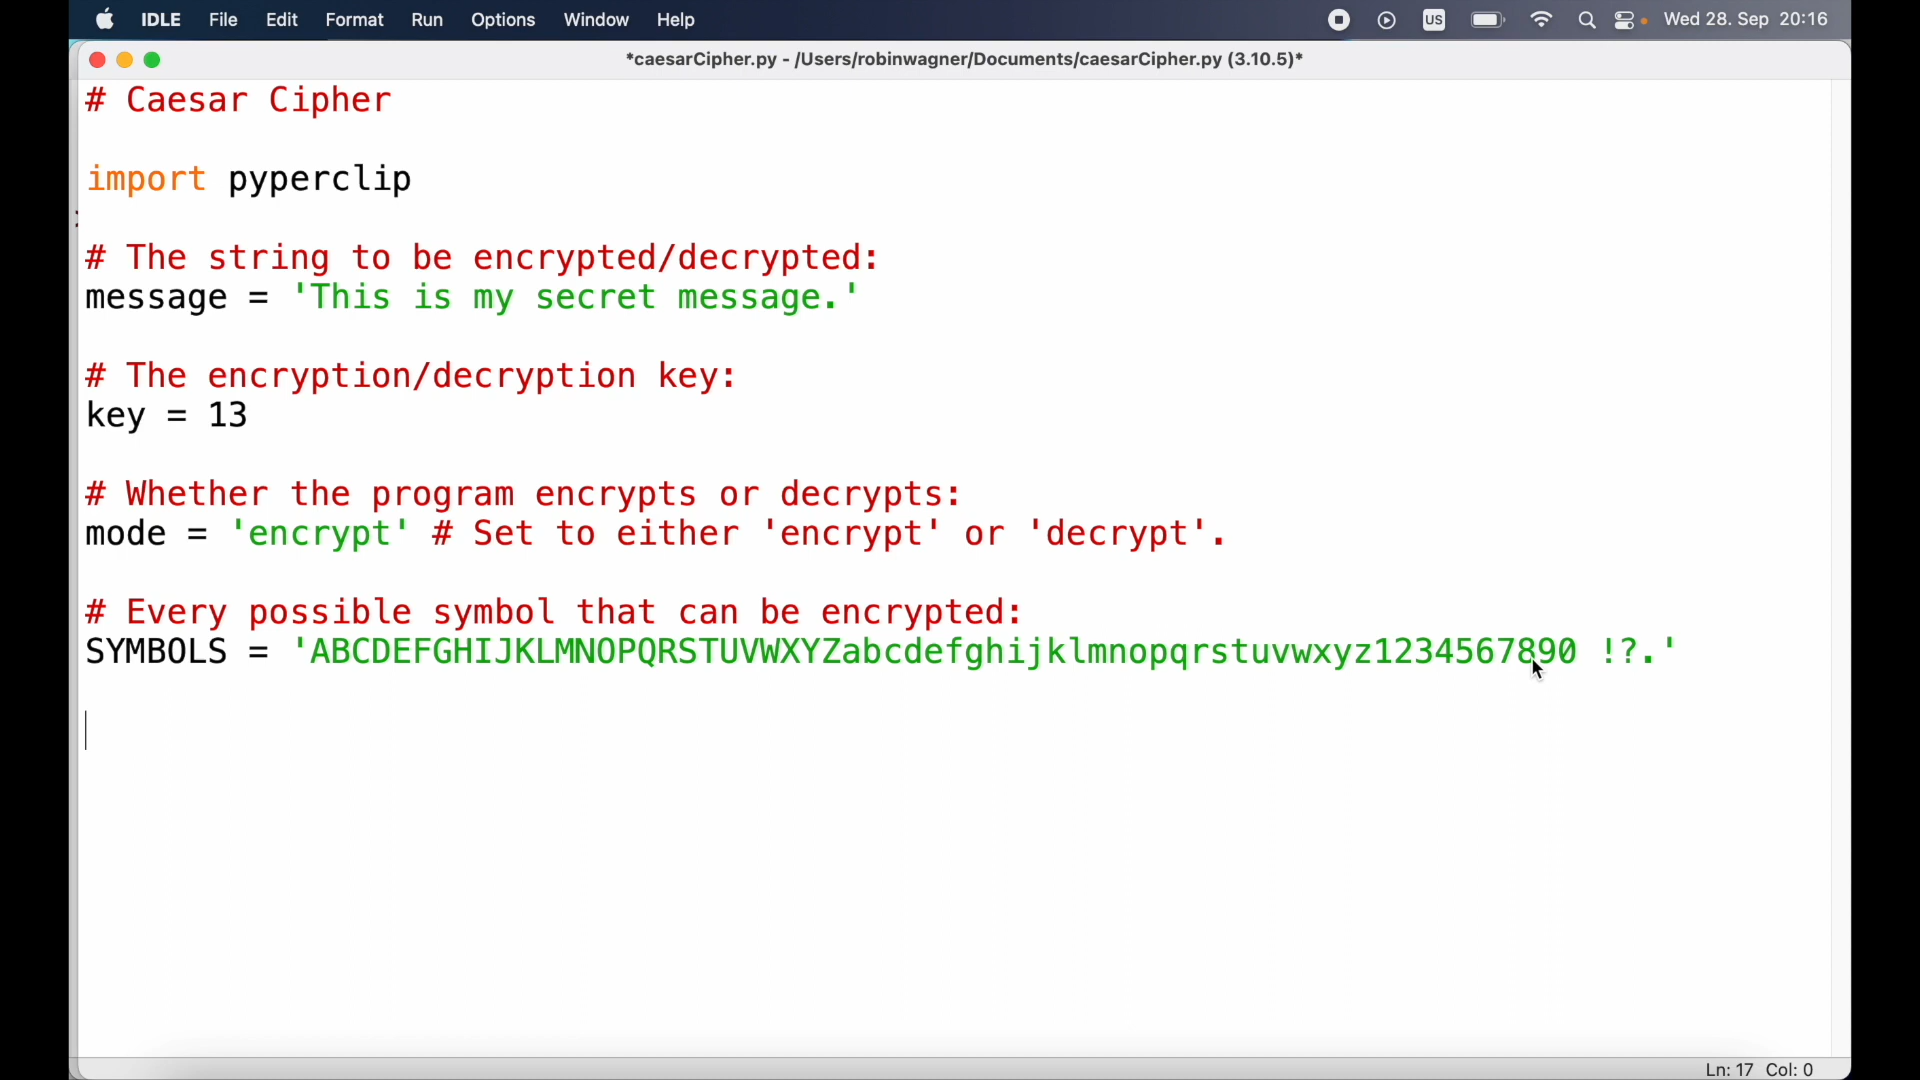 IDLE File Edit Format Run Options Window Help US Wed 28. Sep 20:16
*caesarCipher.py - /Users/robinwagner/Documents/caesarCipher.py (3.10.5)*
# Caesar Cipher
import pyperclip
# The string to be encrypted/decrypted:
message = 'This is my secret message.'
# The encryption/decryption key:
key = 13
# Whether the program encrypts or decrypts:
mode = 'encrypt' # Set to either 'encrypt' or 'decrypt'.
# Every possible symbol that can be encrypted:
SYMBOLS = 'ABCDEFGHIJKLMNOPQRSTUVWXYZabcdefghijklmnopqrstuvwxyz1234567890 !?.'
Ln: 17 Col: 0